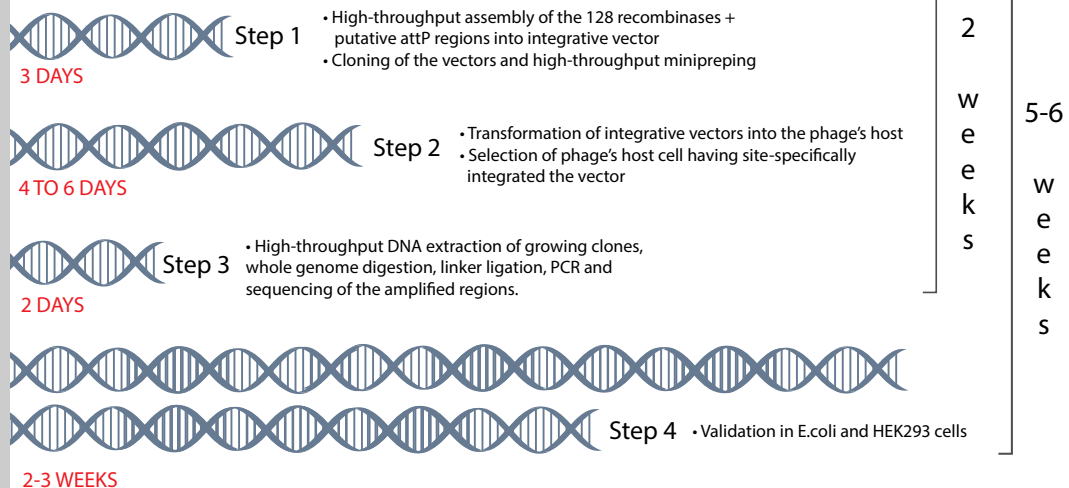 Step 1
• High-throughput assembly of the 128 recombinases +
putative attP regions into integrative vector
• Cloning of the vectors and high-throughput minipreping
3 DAYS
Step 2
• Transformation of integrative vectors into the phage's host
• Selection of phage's host cell having site-specifically
integrated the vector
4 TO 6 DAYS
Step 3
• High-throughput DNA extraction of growing clones,
whole genome digestion, linker ligation, PCR and
sequencing of the amplified regions.
2 DAYS
2 weeks
Step 4
• Validation in E.coli and HEK293 cells
2-3 WEEKS
5-6 weeks